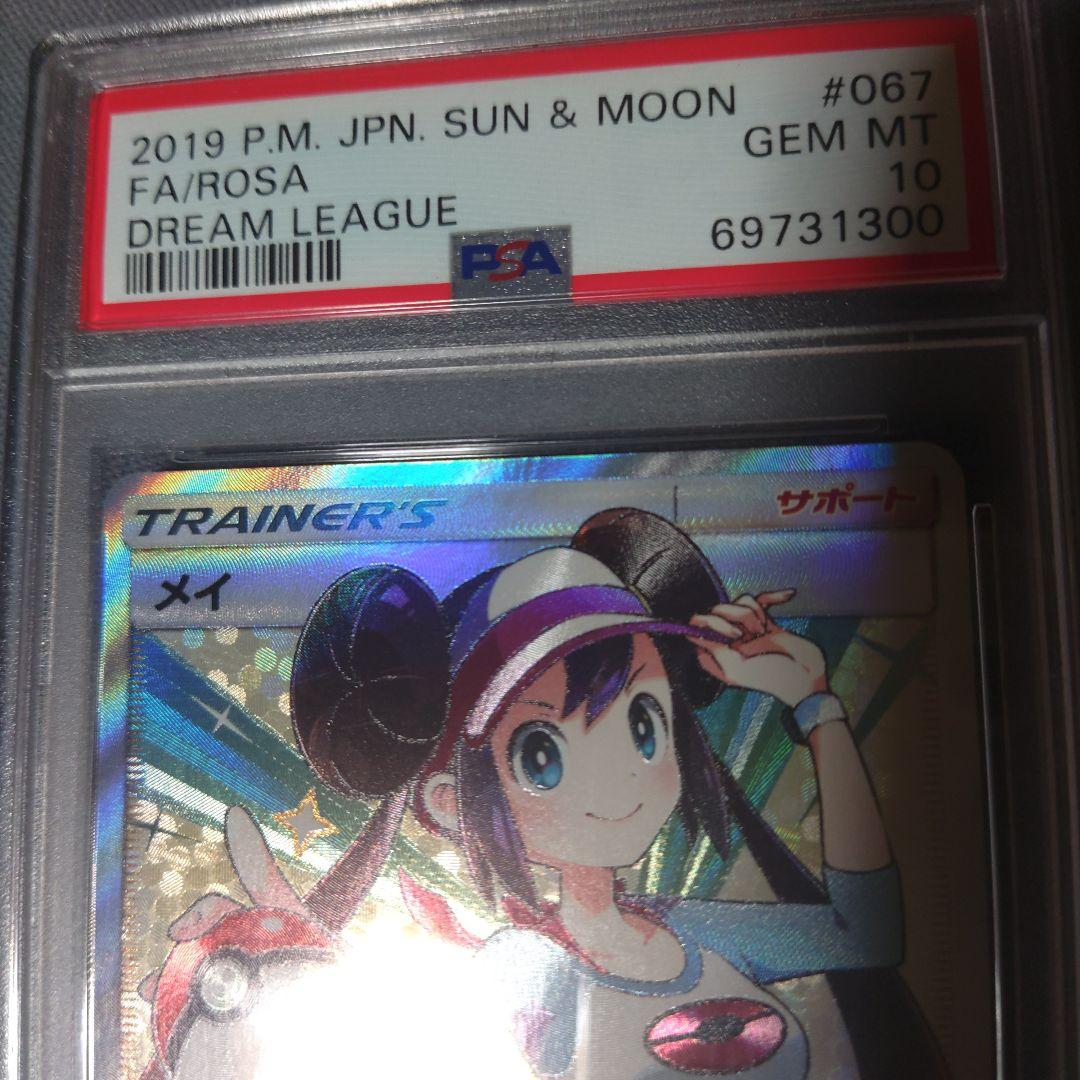 2019 P.M. JPN. SUN & MOON #067
FA/ROSA GEM MT
DREAM LEAGUE 10
69731300
PSA
TRAINER'S サポート
メイ